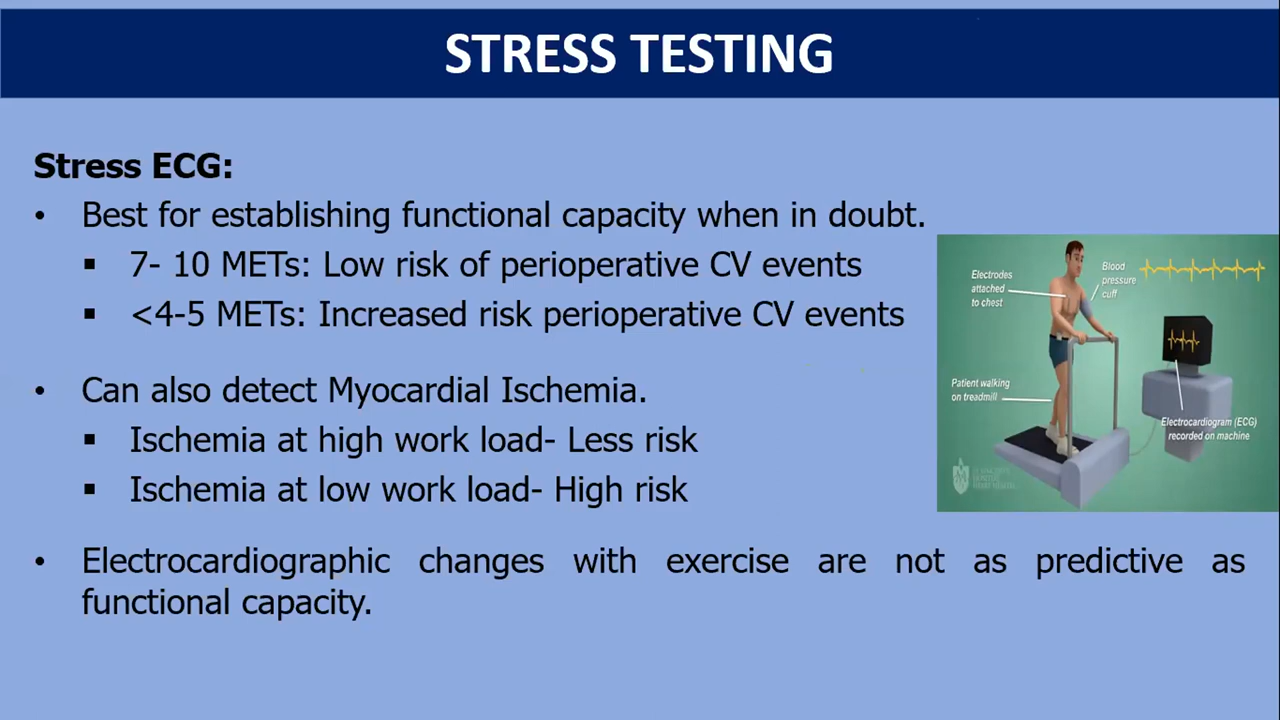 STRESS TESTING
Stress ECG:
• Best for establishing functional capacity when in doubt.
▪ 7- 10 METs: Low risk of perioperative CV events
▪ <4-5 METs: Increased risk perioperative CV events
• Can also detect Myocardial Ischemia.
▪ Ischemia at high work load- Less risk
▪ Ischemia at low work load- High risk
• Electrocardiographic changes with exercise are not as predictive as
functional capacity.
Electrodes
attached
to chest
Blood
pressure
cuff
Patient walking
on treadmill
Electrocardiogram (ECG)
recorded on machine